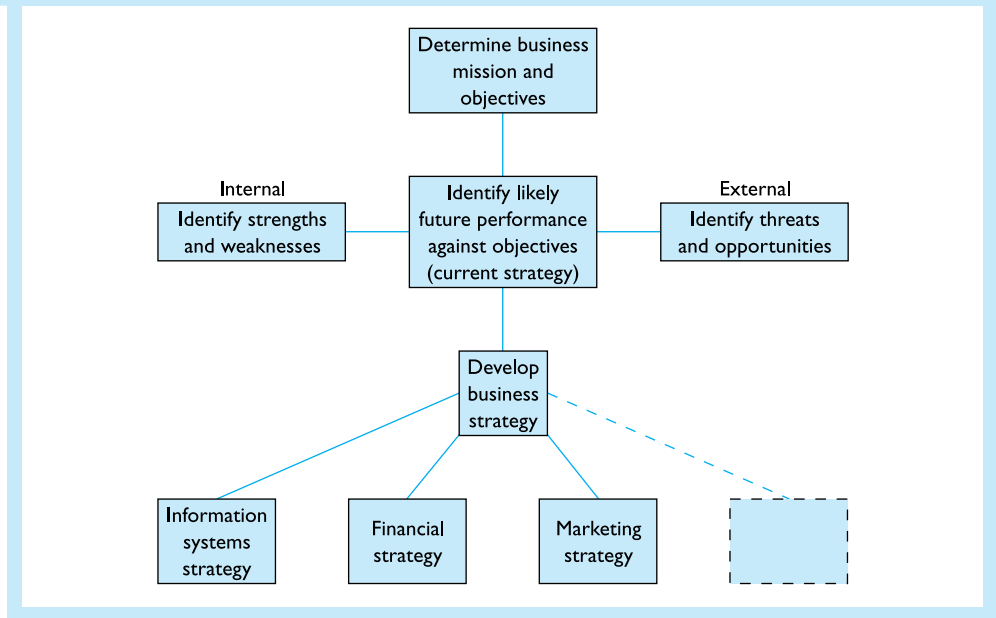 Determine business
mission and
objectives
Internal
Identify strengths
and weaknesses
Identify likely
future performance
against objectives
(current strategy)
External
Identify threats
and opportunities
Develop
business
strategy
Information
systems
strategy
Financial
strategy
Marketing
strategy